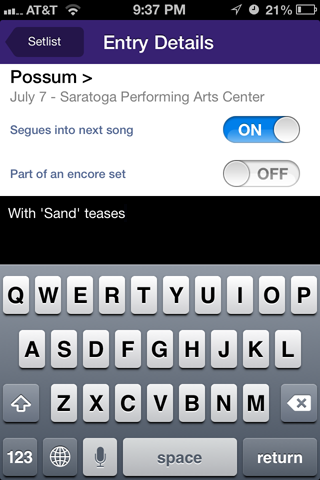 AT&T 9:37 PM 21%
Setlist Entry Details
Possum >
July 7 - Saratoga Performing Arts Center
Segues into next song ON
Part of an encore set OFF
With 'Sand' teases
Q W E R T Y U I O P
A S D F G H J K L
Z X C V B N M
123 space return